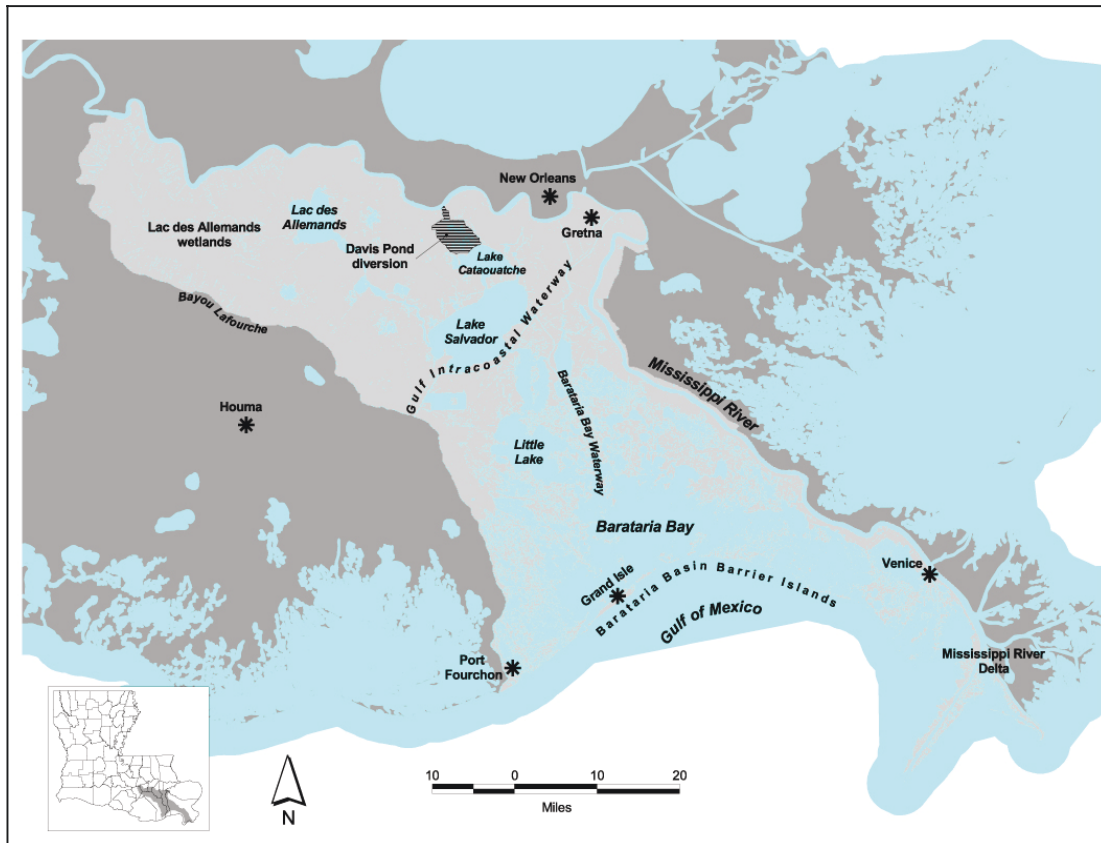 New Orleans
Gretna
Lac des
Allemands
Lac des Allemands
wetlands
Davis Pond
diversion
Lake
Cataouatche
Bayou Lafourche
Lake
Salvador
Gulf Intracoastal Waterway
Mississippi River
Houma
Barataria Bay Waterway
Little
Lake
Barataria Bay
Venice
Grand Isle
Barataria Basin Barrier Islands
Gulf of Mexico
Port
Fourchon
Mississippi River
Delta
N
10 0 10 20
Miles